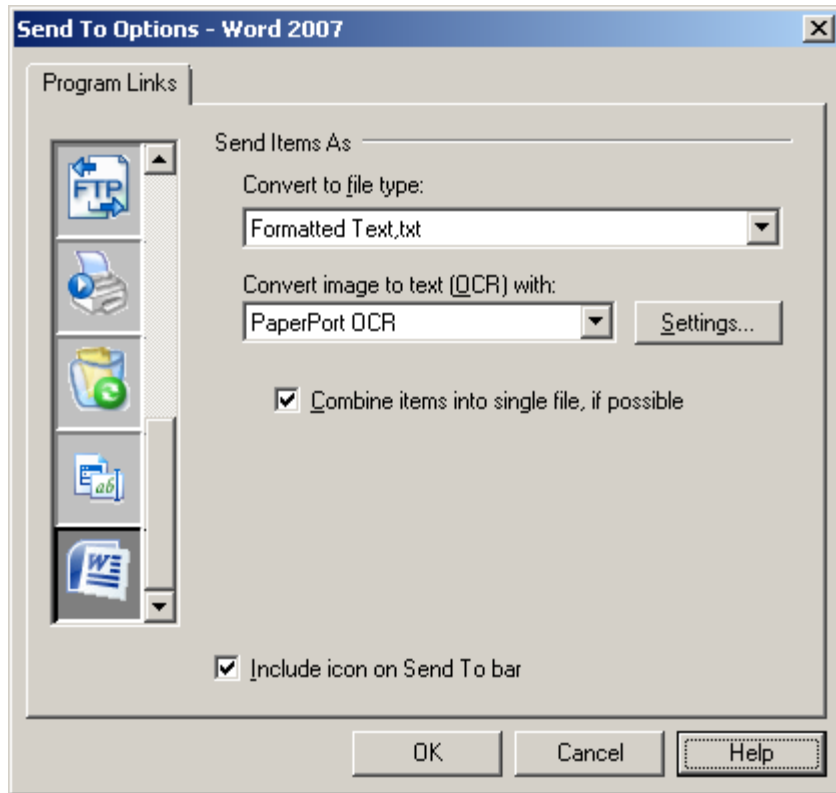 Send To Options - Word 2007
Program Links
Send Items As
Convert to file type:
FTP
Formatted Text,txt
Convert image to text (OCR) with:
PaperPort OCR
Settings...
Combine items into single file, if possible
ab
W
Include icon on Send To bar
OK
Cancel
Help